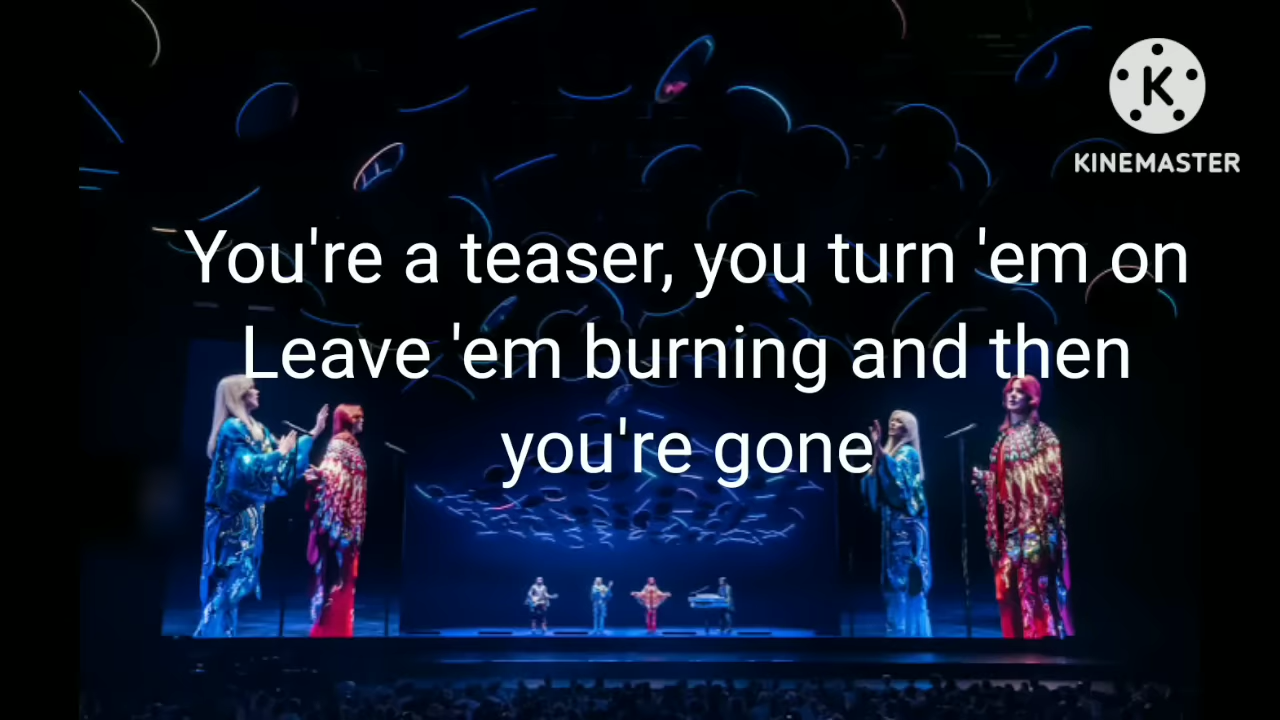 K
KINEMASTER
You're a teaser, you turn 'em on
Leave 'em burning and then
you're gone